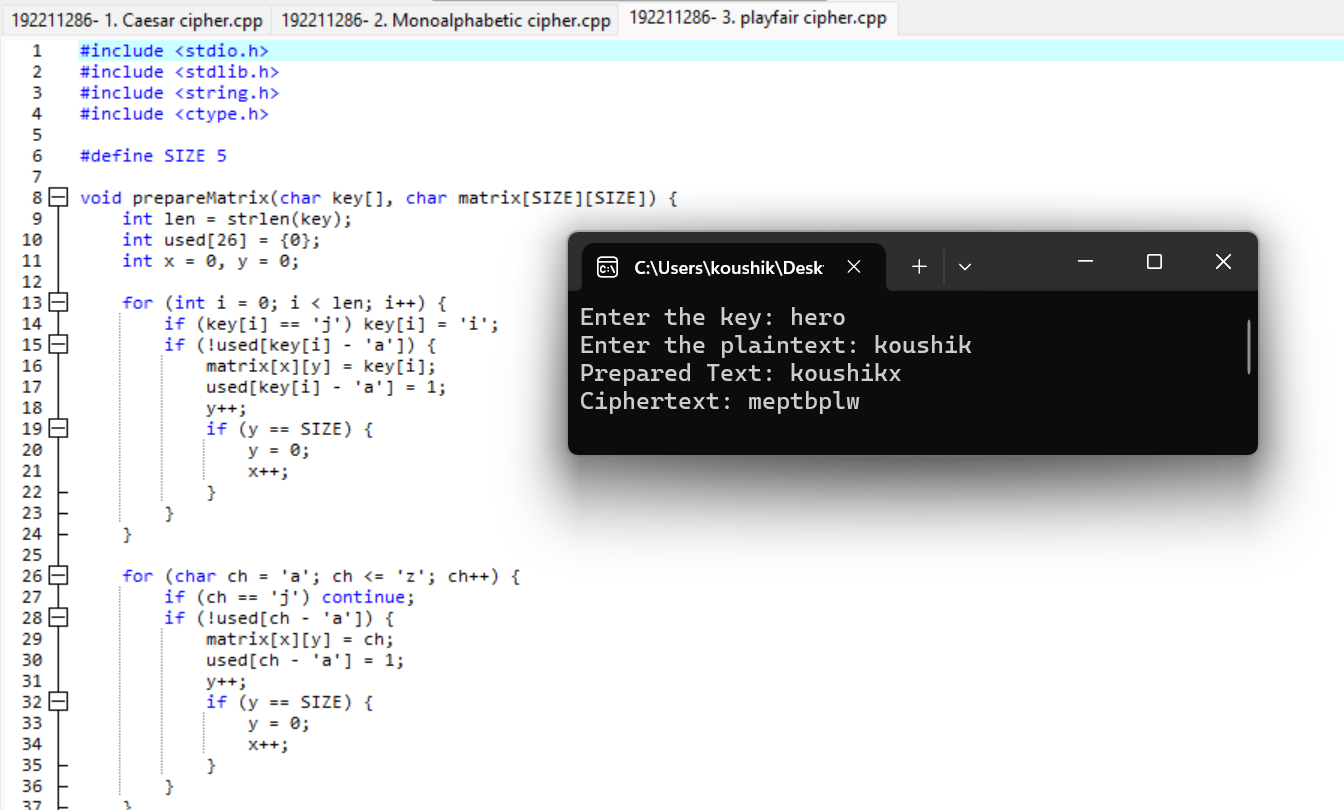 192211286- 1. Caesar cipher.cpp 192211286- 2. Monoalphabetic cipher.cpp 192211286- 3. playfair cipher.cpp
1 #include <stdio.h>
2 #include <stdlib.h>
3 #include <string.h>
4 #include <ctype.h>
5
6 #define SIZE 5
7
8 void prepareMatrix(char key[], char matrix[SIZE][SIZE]) {
9     int len = strlen(key);
10     int used[26] = {0};
11     int x = 0, y = 0;
12
13     for (int i = 0; i < len; i++) {
14         if (key[i] == 'j') key[i] = 'i';
15         if (!used[key[i] - 'a']) {
16             matrix[x][y] = key[i];
17             used[key[i] - 'a'] = 1;
18             y++;
19             if (y == SIZE) {
20                 y = 0;
21                 x++;
22             }
23         }
24     }
25
26     for (char ch = 'a'; ch <= 'z'; ch++) {
27         if (ch == 'j') continue;
28         if (!used[ch - 'a']) {
29             matrix[x][y] = ch;
30             used[ch - 'a'] = 1;
31             y++;
32             if (y == SIZE) {
33                 y = 0;
34                 x++;
35             }
36         }
37     }
C:\Users\koushik\Desk
Enter the key: hero
Enter the plaintext: koushik
Prepared Text: koushikx
Ciphertext: meptbplw